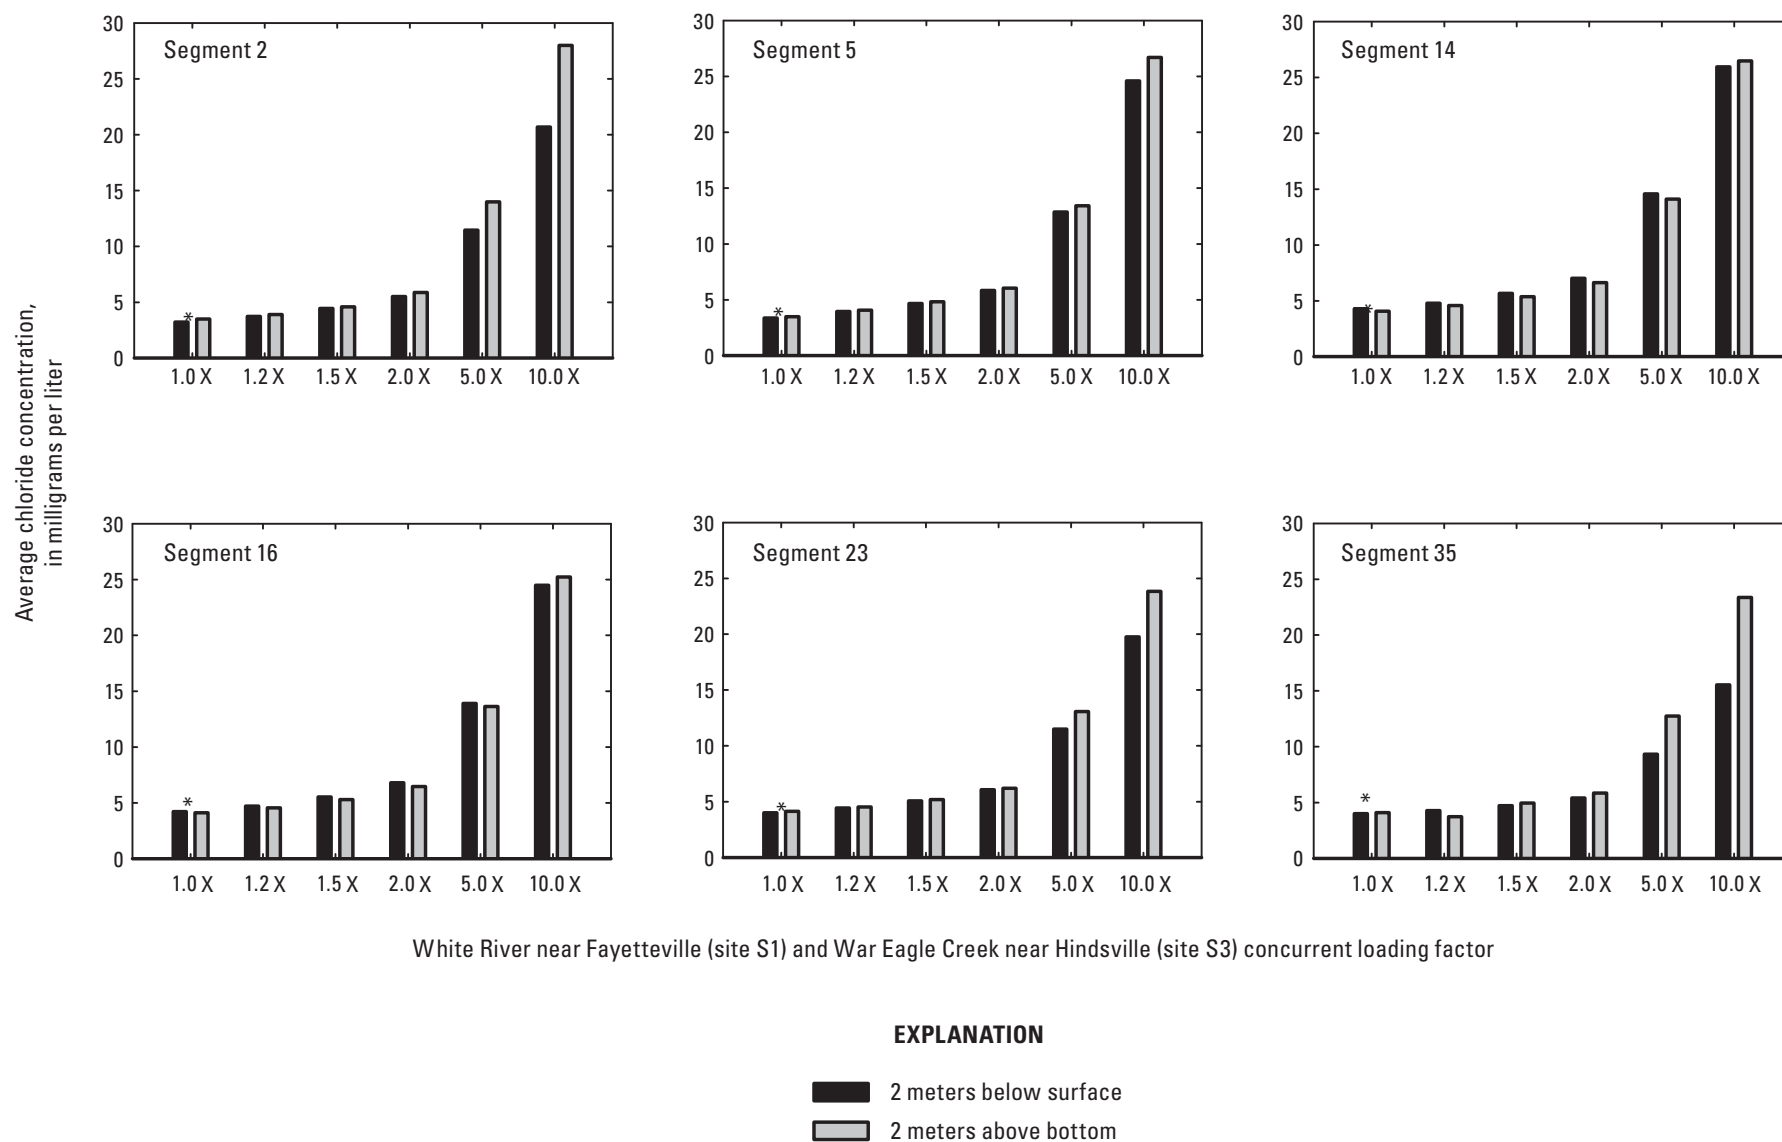 Average chloride concentration,
in milligrams per liter
Segment 2
30
25
20
15
10
5
0
*
1.0 X 1.2 X 1.5 X 2.0 X 5.0 X 10.0 X
Segment 5
30
25
20
15
10
5
0
*
1.0 X 1.2 X 1.5 X 2.0 X 5.0 X 10.0 X
Segment 14
30
25
20
15
10
5
0
*
1.0 X 1.2 X 1.5 X 2.0 X 5.0 X 10.0 X
Segment 16
30
25
20
15
10
5
0
*
1.0 X 1.2 X 1.5 X 2.0 X 5.0 X 10.0 X
Segment 23
30
25
20
15
10
5
0
*
1.0 X 1.2 X 1.5 X 2.0 X 5.0 X 10.0 X
Segment 35
30
25
20
15
10
5
0
*
1.0 X 1.2 X 1.5 X 2.0 X 5.0 X 10.0 X
White River near Fayetteville (site S1) and War Eagle Creek near Hindsville (site S3) concurrent loading factor
EXPLANATION
2 meters below surface
2 meters above bottom